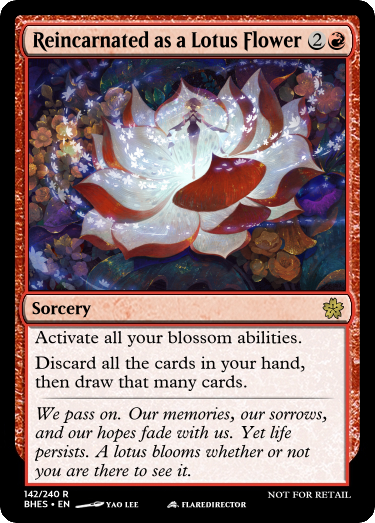 Reincarnated as a Lotus Flower 2
Sorcery
Activate all your blossom abilities.
Discard all the cards in your hand,
then draw that many cards.
We pass on. Our memories, our sorrows,
and our hopes fade with us. Yet life
persists. A lotus blooms whether or not
you are there to see it.
142/240 R
NOT FOR RETAIL
BHES • EN YAO LEE FLAREDIRECTOR